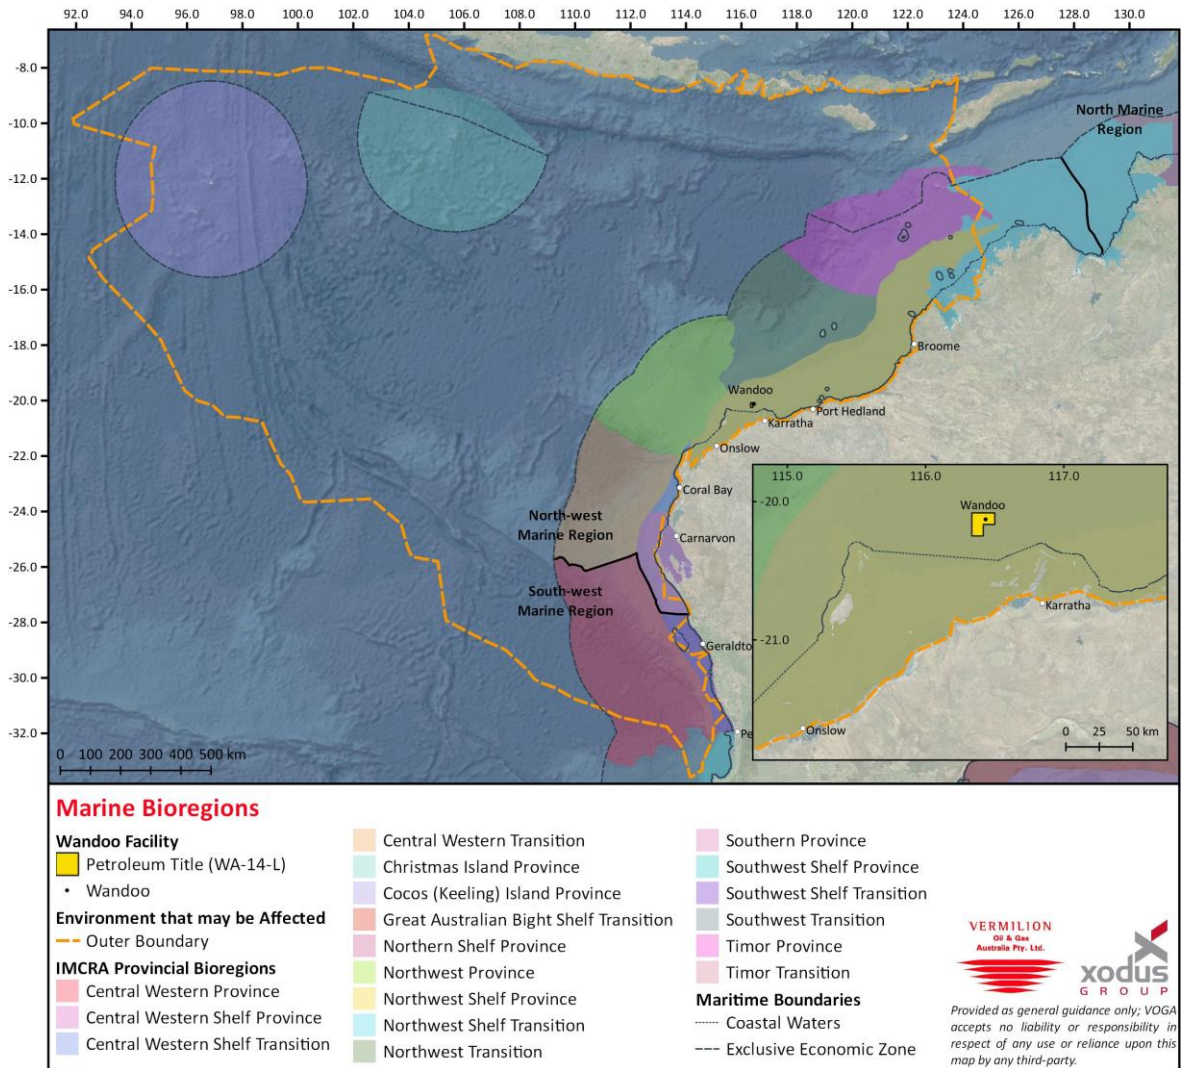 92.0 94.0 96.0 98.0 100.0 102.0 104.0 106.0 108.0 110.0 112.0 114.0 116.0 118.0 120.0 122.0 124.0 126.0 128.0 130.0
-8.0
-10.0
-12.0
-14.0
-16.0
-18.0
-20.0
-22.0
-24.0
-26.0
-28.0
-30.0
-32.0
North Marine
Region
Broome
Wandoo
Port Hedland
Karratha
Onslow
Coral Bay
Carnarvon
North-west
Marine Region
South-west
Marine Region
Geraldto
Pe
0 100 200 300 400 500 km
115.0 116.0 117.0
-20.0
Wandoo
Karratha
-21.0
Onslow
0 25 50 km
Marine Bioregions
Wandoo Facility
Petroleum Title (WA-14-L)
Wandoo
Environment that may be Affected
Outer Boundary
IMCRA Provincial Bioregions
Central Western Province
Central Western Shelf Province
Central Western Shelf Transition
Central Western Transition
Christmas Island Province
Cocos (Keeling) Island Province
Great Australian Bight Shelf Transition
Northern Shelf Province
Northwest Province
Northwest Shelf Province
Northwest Shelf Transition
Northwest Transition
Southern Province
Southwest Shelf Province
Southwest Shelf Transition
Southwest Transition
Timor Province
Timor Transition
Maritime Boundaries
Coastal Waters
Exclusive Economic Zone
VERMILION
Oil & Gas
Australia Pty. Ltd.
xodus
GROUP
Provided as general guidance only; VOGA
accepts no liability or responsibility in
respect of any use or reliance upon this
map by any third-party.